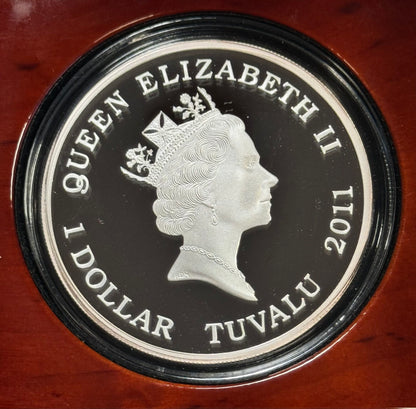 QUEEN ELIZABETH II
1 DOLLAR TUVALU 2011